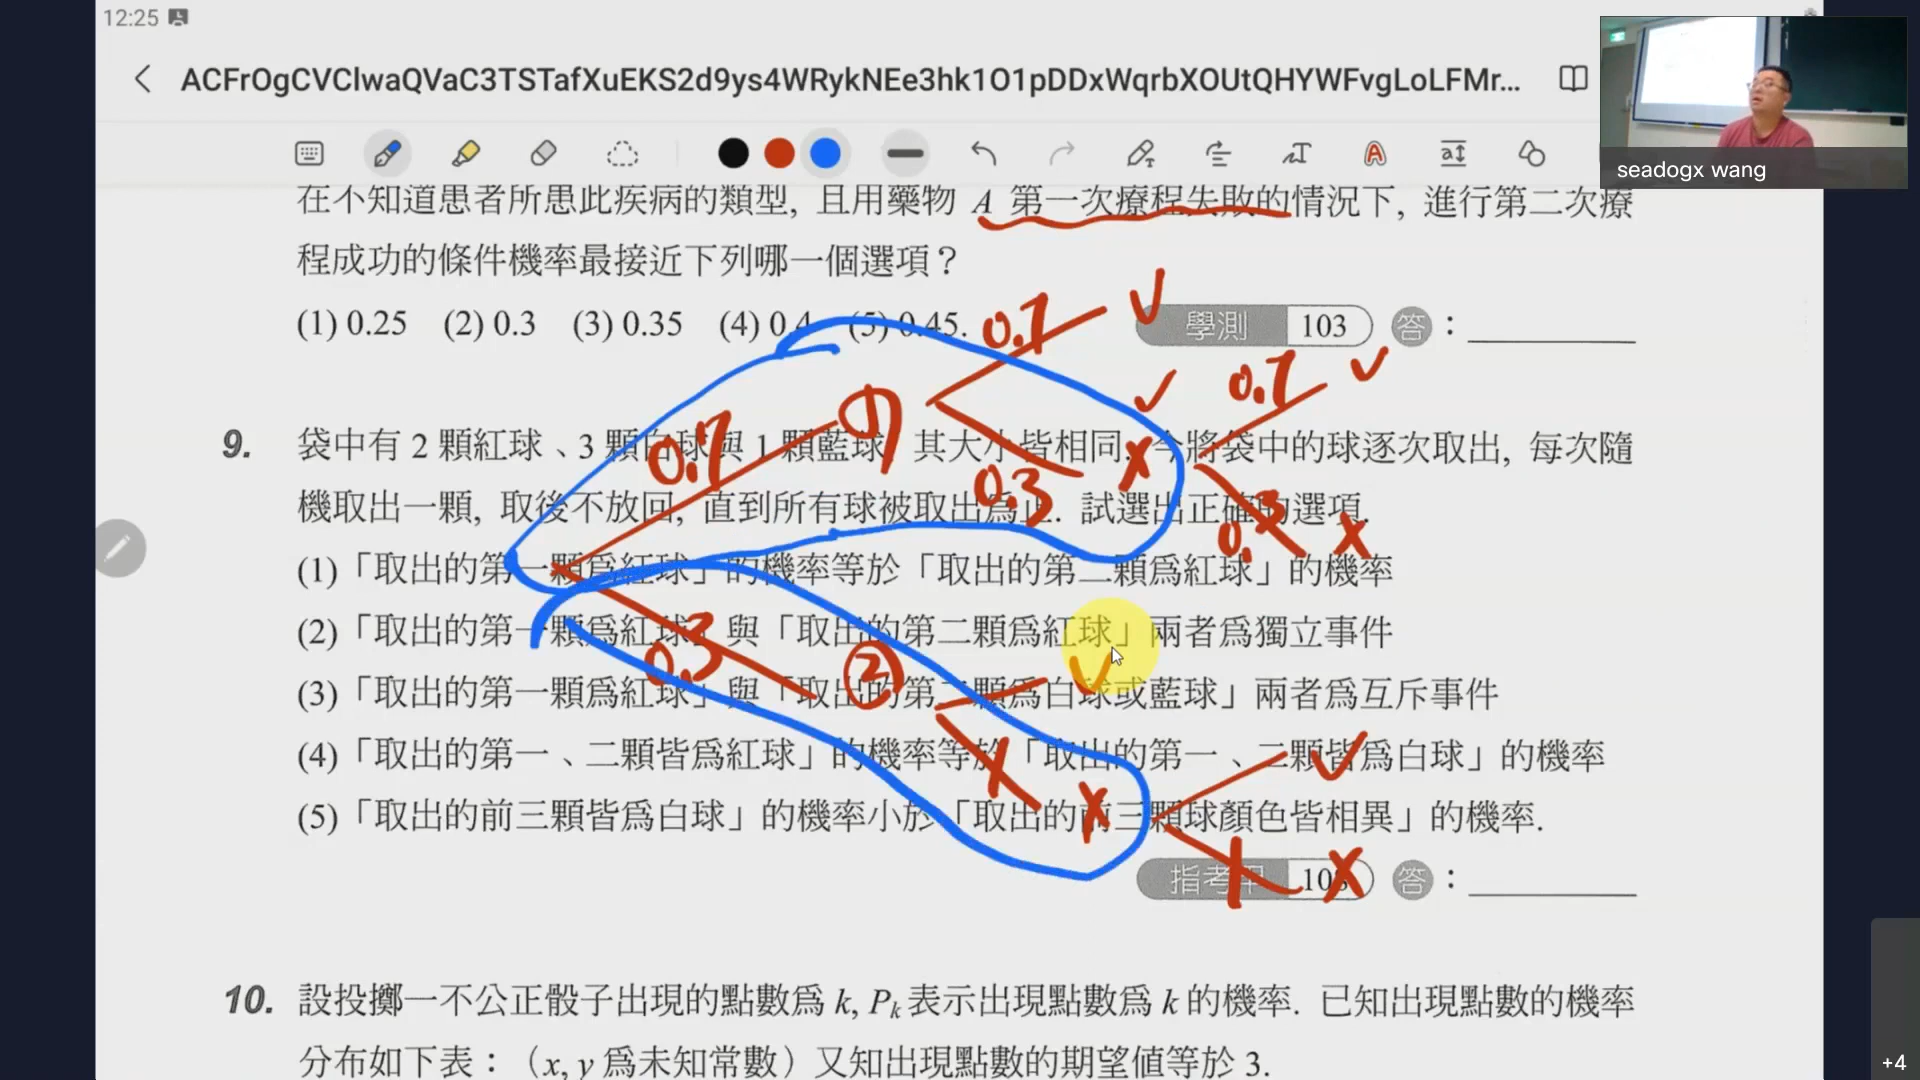 12:25
ACFrOgCVClwaQVaC3TSTafXuEKS2d9ys4WRykNEe3hk1O1pDDxWqrbXOUtQHYWFvgLoLFMr...
seadogx wang
在不知道患者所患此疾病的類型, 且用藥物 A 第一次療程失敗的情況下, 進行第二次療
程成功的條件機率最接近下列哪一個選項？
(1) 0.25 (2) 0.3 (3) 0.35 (4) 0.4 (5) 0.45.
學測 103 答：
0.7 ✓
0.7 ✓
0.7 ① ✓
0.3 X
0.3 X
9. 袋中有 2 顆紅球、3 顆白球與 1 顆藍球, 其大小皆相同. 今將袋中的球逐次取出, 每次隨
機取出一顆, 取後不放回, 直到所有球被取出為止. 試選出正確的選項.
(1)「取出的第一顆為紅球」的機率等於「取出的第二顆為紅球」的機率
(2)「取出的第一顆為紅球」與「取出的第二顆為紅球」兩者為獨立事件
(3)「取出的第一顆為紅球」與「取出的第二顆為白球或藍球」兩者為互斥事件
(4)「取出的第一、二顆皆為紅球」的機率等於「取出的第一、二顆皆為白球」的機率
(5)「取出的前三顆皆為白球」的機率小於「取出的前三顆球顏色皆相異」的機率.
0.3 ② ✓
X X ✓
X X
指考甲 答：
10. 設投擲一不公正骰子出現的點數為 k, Pk 表示出現點數為 k 的機率. 已知出現點數的機率
分布如下表：（x, y 為未知常數）又知出現點數的期望值等於 3.
+4